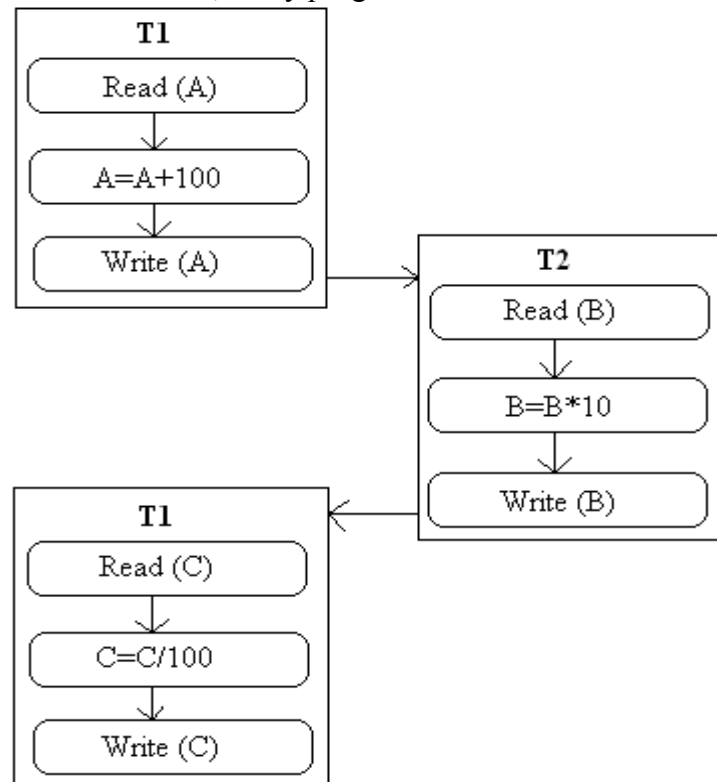 T1
Read (A)
A=A+100
Write (A)
T2
Read (B)
B=B*10
Write (B)
T1
Read (C)
C=C/100
Write (C)